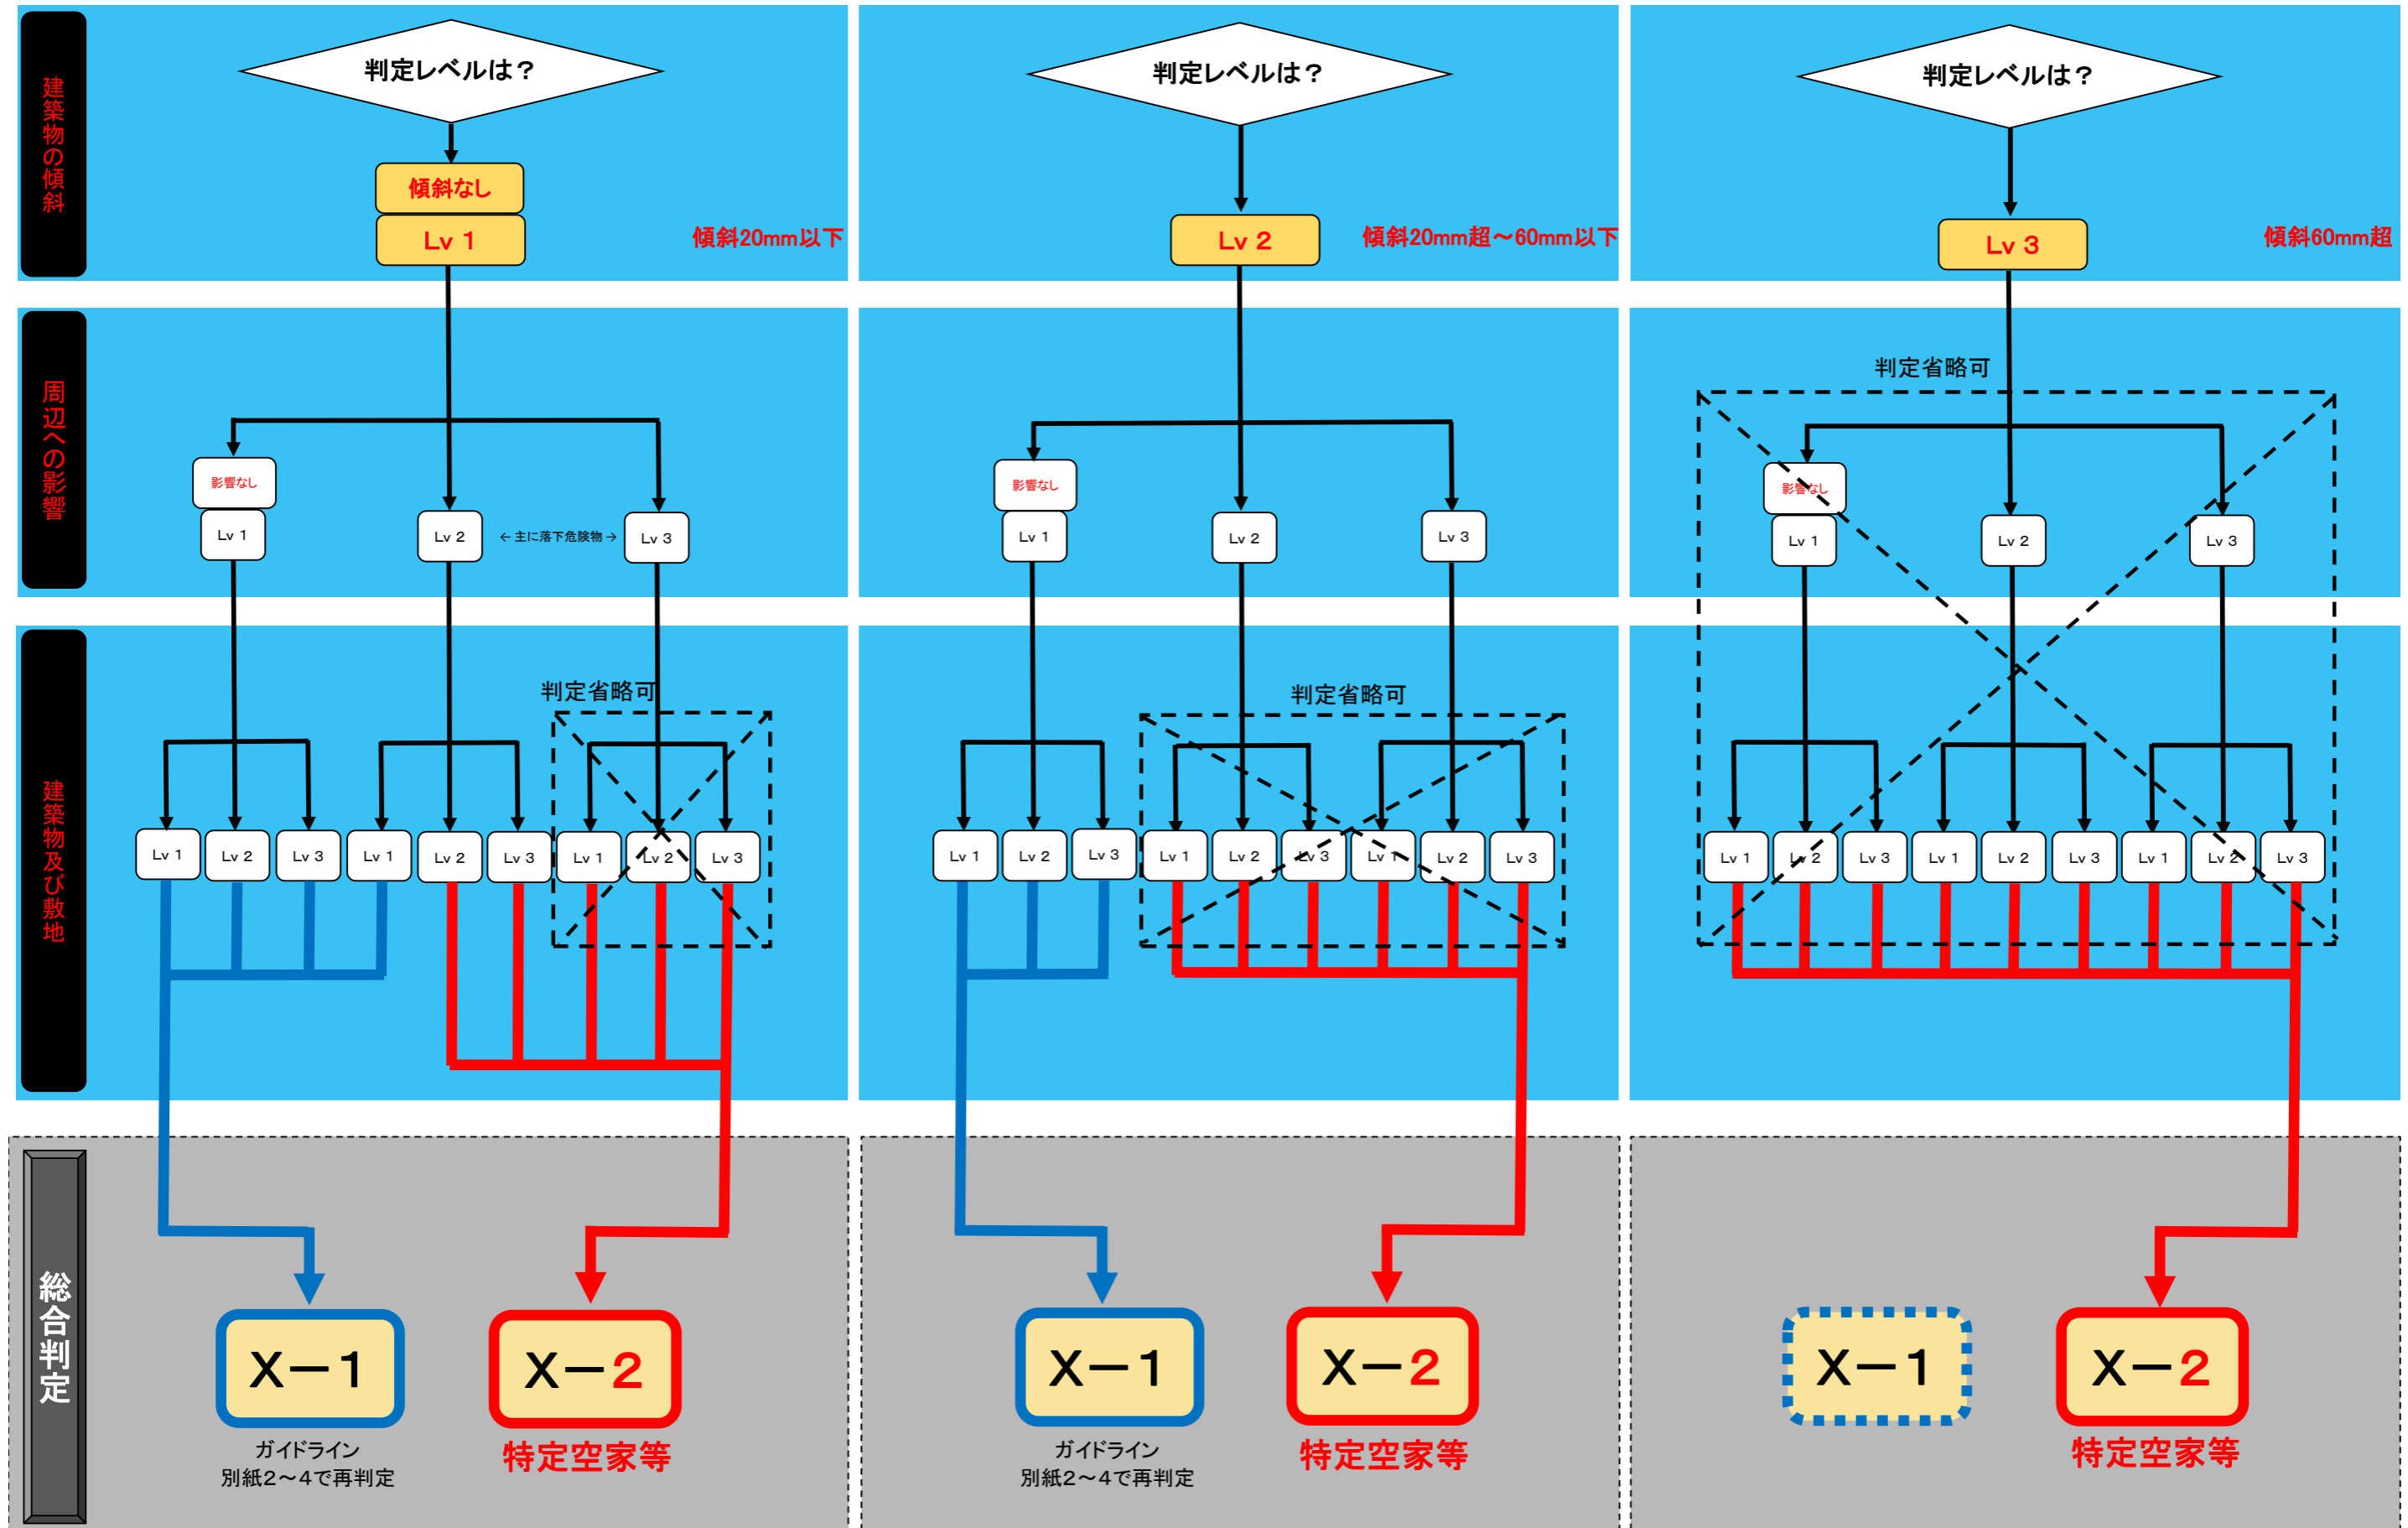 建築物の傾斜
判定レベルは？
判定レベルは？
判定レベルは？
傾斜なし
Lv 1
傾斜20mm以下
Lv 2
傾斜20mm超～60mm以下
Lv 3
傾斜60mm超
周辺への影響
判定省略可
影響なし
Lv 1
Lv 2
←主に落下危険物→
Lv 3
影響なし
Lv 1
Lv 2
Lv 3
影響なし
Lv 1
Lv 2
Lv 3
建築物及び敷地
判定省略可
判定省略可
Lv 1
Lv 2
Lv 3
Lv 1
Lv 2
Lv 3
Lv 1
Lv 2
Lv 3
Lv 1
Lv 2
Lv 3
Lv 1
Lv 2
Lv 3
Lv 1
Lv 2
Lv 3
Lv 1
Lv 2
Lv 3
Lv 1
Lv 2
Lv 3
Lv 1
Lv 2
Lv 3
総合判定
X－1
ガイドライン
別紙2～4で再判定
X－2
特定空家等
X－1
ガイドライン
別紙2～4で再判定
X－2
特定空家等
X－1
X－2
特定空家等